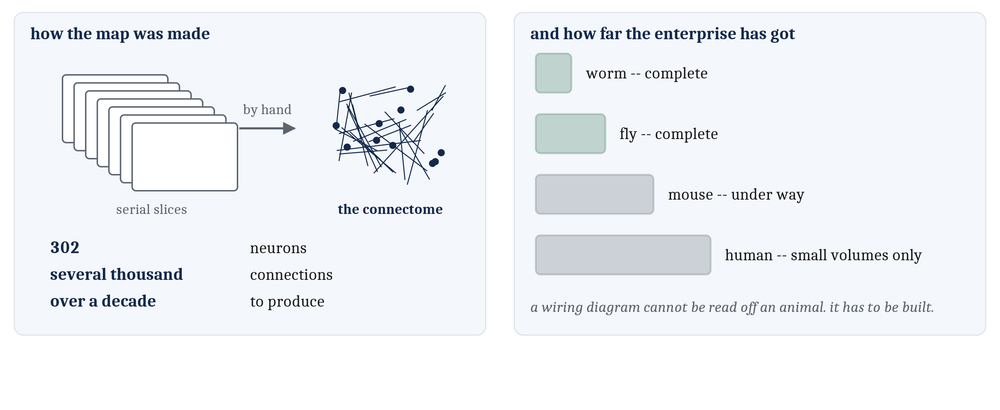 how the map was made
by hand
serial slices
the connectome
302 neurons
several thousand connections
over a decade to produce
and how far the enterprise has got
worm -- complete
fly -- complete
mouse -- under way
human -- small volumes only
a wiring diagram cannot be read off an animal. it has to be built.